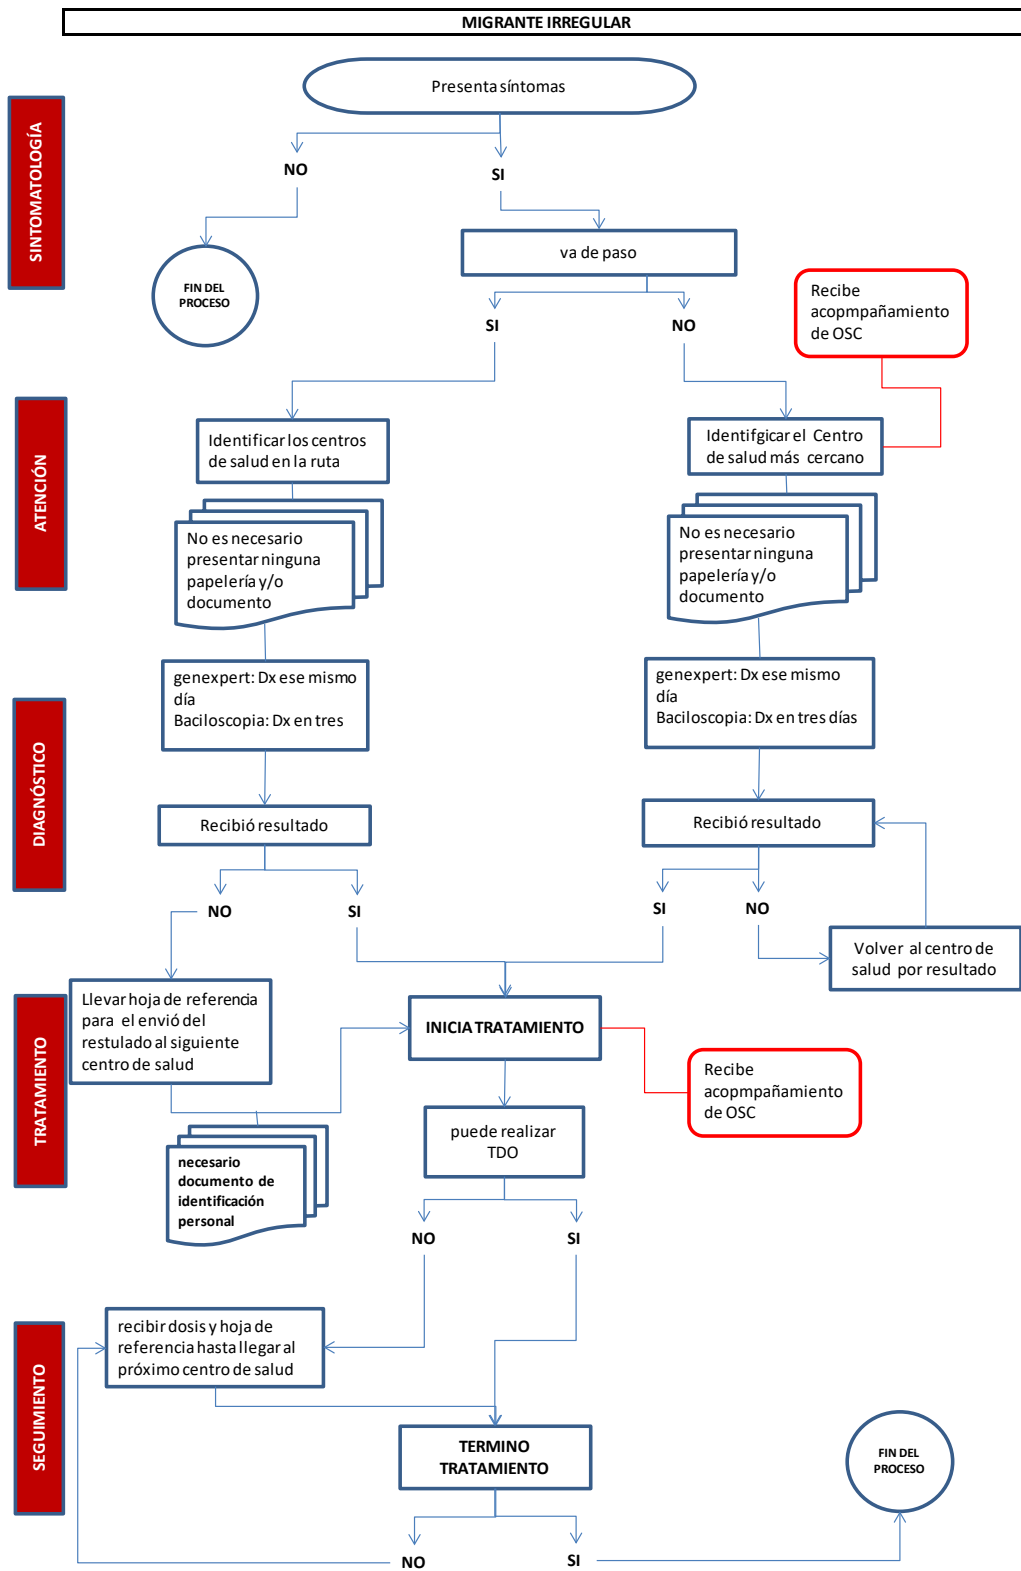 MIGRANTE IRREGULAR
SINTOMATOLOGÍA
Presenta síntomas
NO
SI
FIN DEL
PROCESO
va de paso
SI
NO
Recibe
acopmpañamiento
de OSC
ATENCIÓN
Identificar los centros
de salud en la ruta
Identifgicar el Centro
de salud más cercano
No es necesario
presentar ninguna
papelería y/o
documento
No es necesario
presentar ninguna
papelería y/o
documento
DIAGNÓSTICO
genexpert: Dx ese mismo
día
Baciloscopia: Dx en tres
genexpert: Dx ese mismo
día
Baciloscopia: Dx en tres días
Recibió resultado
Recibió resultado
NO
SI
SI
NO
Volver al centro de
salud por resultado
TRATAMIENTO
Llevar hoja de referencia
para el envió del
restulado al siguiente
centro de salud
INICIA TRATAMIENTO
Recibe
acopmpañamiento
de OSC
puede realizar
TDO
necesario
documento de
identificación
personal
NO
SI
SEGUIMIENTO
recibir dosis y hoja de
referencia hasta llegar al
próximo centro de salud
TERMINO
TRATAMIENTO
FIN DEL
PROCESO
NO
SI